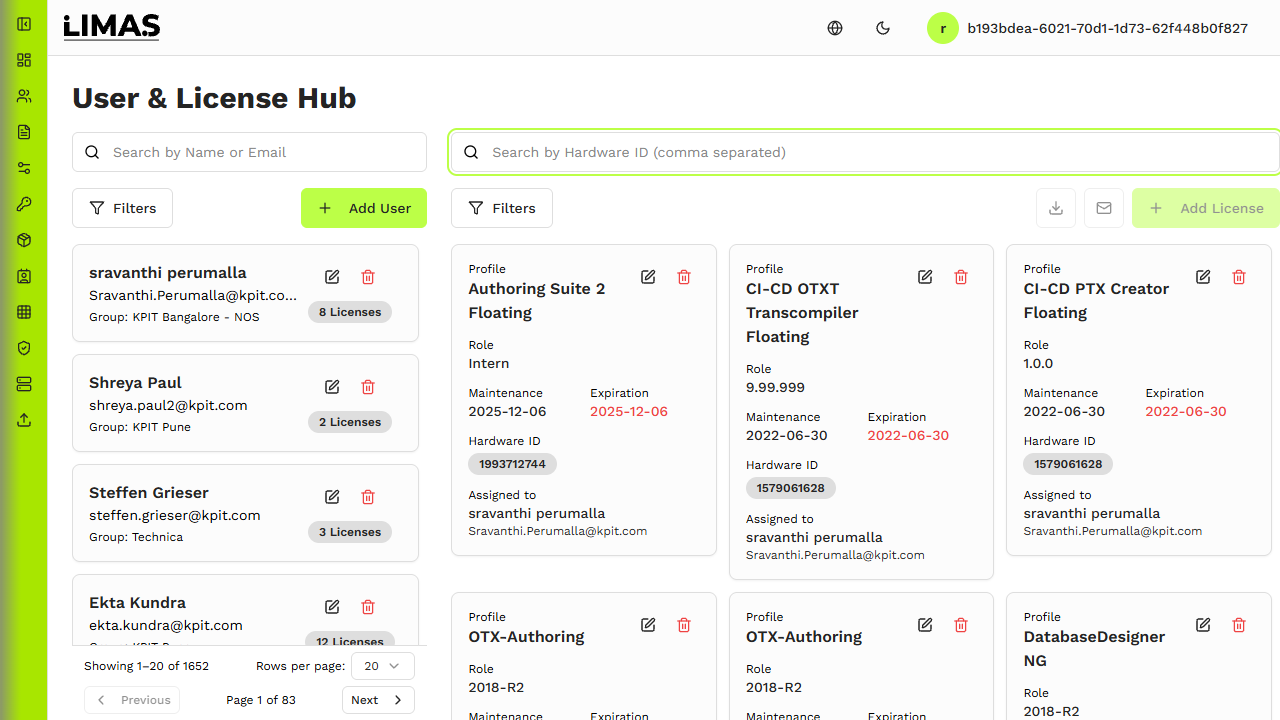 LIMAS
r
b193bdea-6021-70d1-1d73-62f448b0f827
User & License Hub
Search by Name or Email
Search by Hardware ID (comma separated)
Filters
Add User
Filters
Add License
sravanthi perumalla
Sravanthi.Perumalla@kpit.co...
Group: KPIT Bangalore - NOS
8 Licenses
Shreya Paul
shreya.paul2@kpit.com
Group: KPIT Pune
2 Licenses
Steffen Grieser
steffen.grieser@kpit.com
Group: Technica
3 Licenses
Ekta Kundra
ekta.kundra@kpit.com
12 Licenses
Showing 1–20 of 1652
Rows per page:
20
Previous
Page 1 of 83
Next
Profile
Authoring Suite 2
Floating
Role
Intern
Maintenance
Expiration
2025-12-06
2025-12-06
Hardware ID
1993712744
Assigned to
sravanthi perumalla
Sravanthi.Perumalla@kpit.com
Profile
CI-CD OTXT
Transcompiler
Floating
Role
9.99.999
Maintenance
Expiration
2022-06-30
2022-06-30
Hardware ID
1579061628
Assigned to
sravanthi perumalla
Sravanthi.Perumalla@kpit.com
Profile
CI-CD PTX Creator
Floating
Role
1.0.0
Maintenance
Expiration
2022-06-30
2022-06-30
Hardware ID
1579061628
Assigned to
sravanthi perumalla
Sravanthi.Perumalla@kpit.com
Profile
OTX-Authoring
Role
2018-R2
Maintenance
Expiration
Profile
OTX-Authoring
Role
2018-R2
Maintenance
Expiration
Profile
DatabaseDesigner
NG
Role
2018-R2